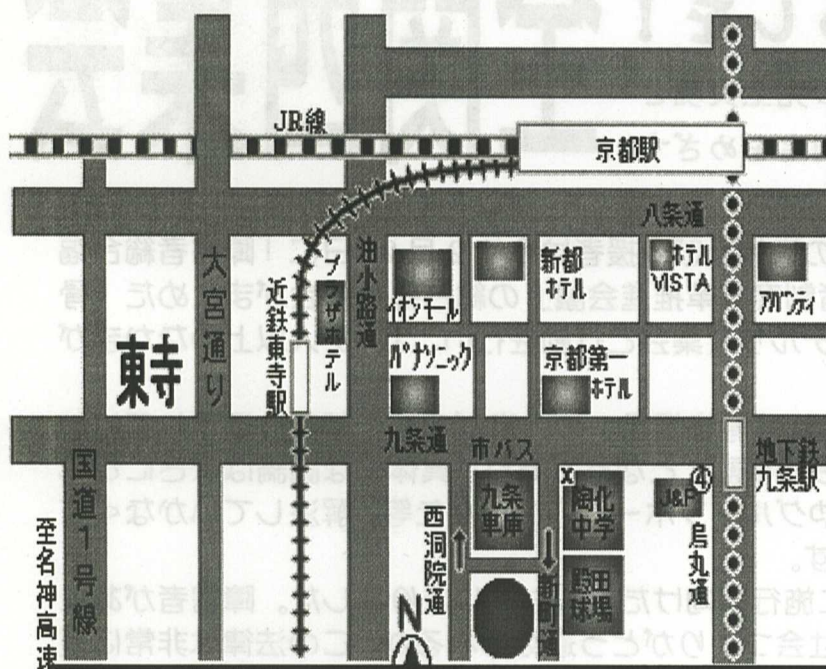 JR線
京都駅
八条通
大宮通り
油小路通
プラザホテル
近鉄東寺駅
イオンモール
新都
ホテル
ホテル
VISTA
アバンティ
東寺
パナソニック
京都第一
ホテル
九条通
市バス
地下鉄
九条駅
国道1号線
至名神高速
西洞院通
九条
車庫
x
陶化
中学
J&P
④
烏丸通
新町通
殿田
球場
N